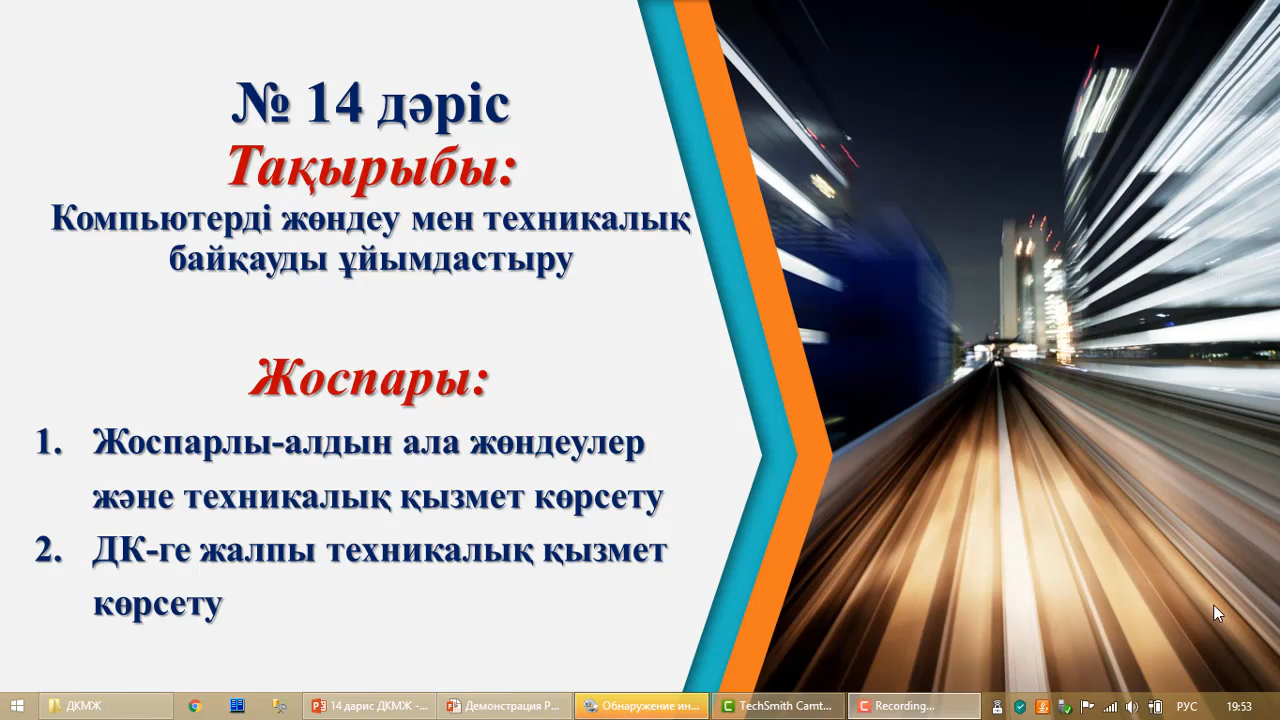 № 14 дәріс
Тақырыбы:
Компьютерді жөндеу мен техникалық
байқауды ұйымдастыру
Жоспары:
1. Жоспарлы-алдын ала жөндеулер
және техникалық қызмет көрсету
2. ДК-ге жалпы техникалық қызмет
көрсету
ДКМЖ
14 дарис ДКМЖ -...
Демонстрация P...
Обнаружение ин...
TechSmith Camt...
Recording...
РУС
19:53